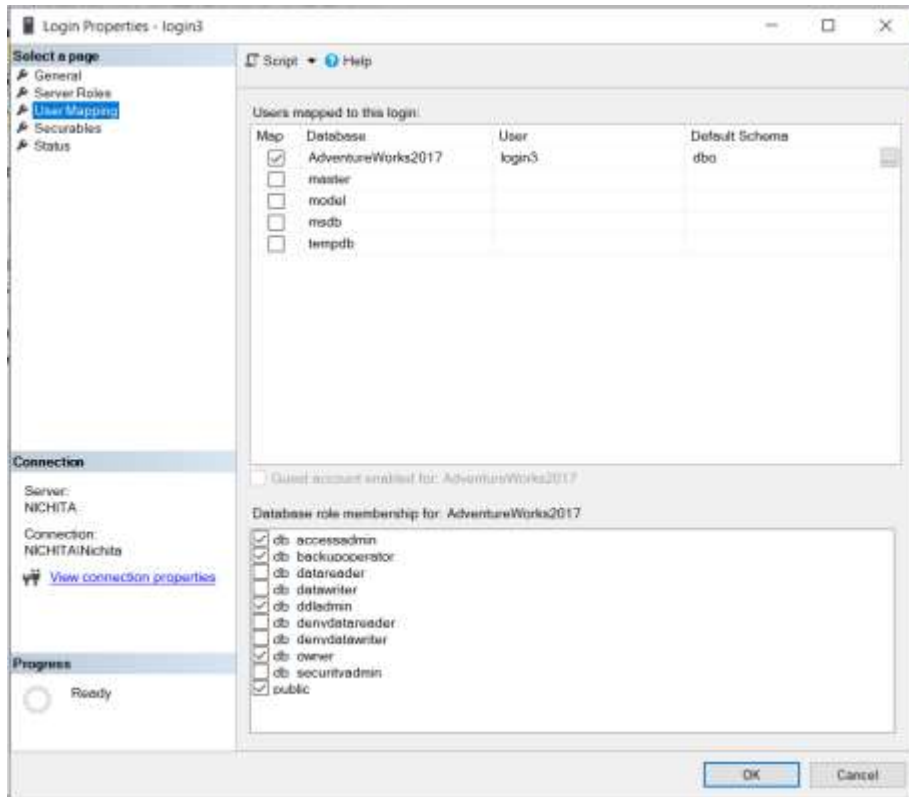 Login Properties - login3
Select a page
General
Server Roles
User Mapping
Securables
Status
Script Help
Users mapped to this login:
Map Database User Default Schema
AdventureWorks2017 login3 dbo ...
master
model
msdb
tempdb
Guest account enabled for: AdventureWorks2017
Database role membership for: AdventureWorks2017
db_accessadmin
db_backupoperator
db_datareader
db_datawriter
db_ddladmin
db_denydatareader
db_denydatawriter
db_owner
db_securityadmin
public
Connection
Server:
NICHITA
Connection:
NICHITA\Nichita
View connection properties
Progress
Ready
OK Cancel